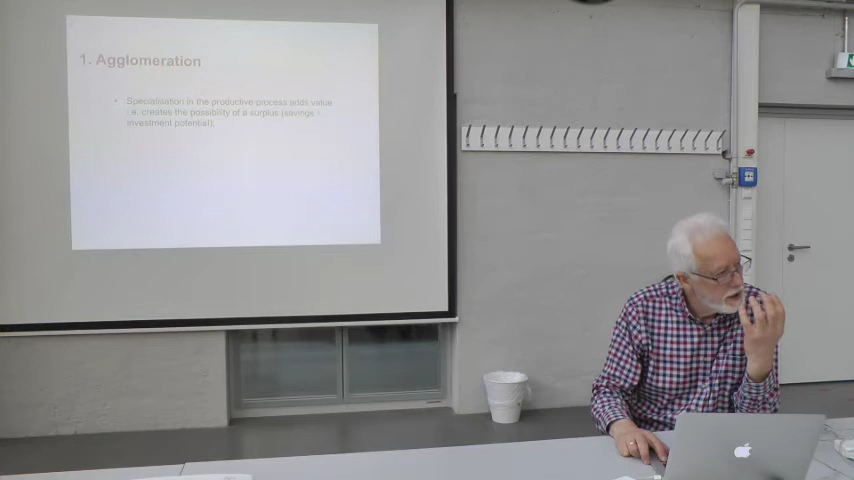 1. Agglomeration
• Specialisation in the productive process adds value
i.e. creates the possibility of a surplus (savings -
investment potential).